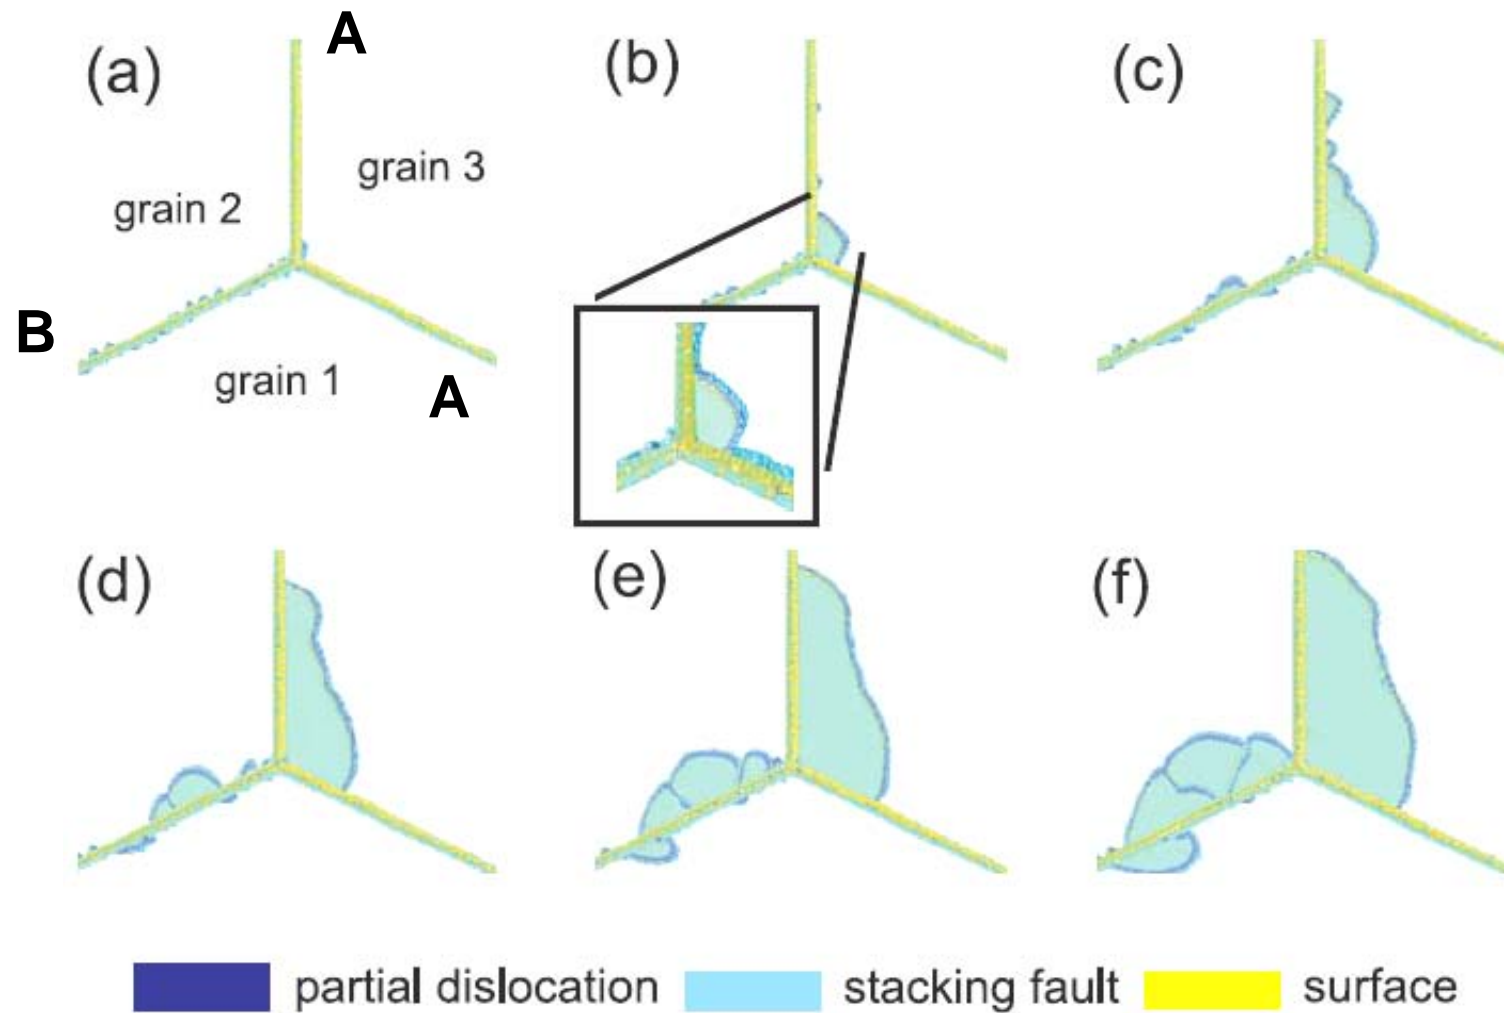 A
(a)
(b)
(c)
grain 3
grain 2
B
grain 1
A
(d)
(e)
(f)
partial dislocation
stacking fault
surface